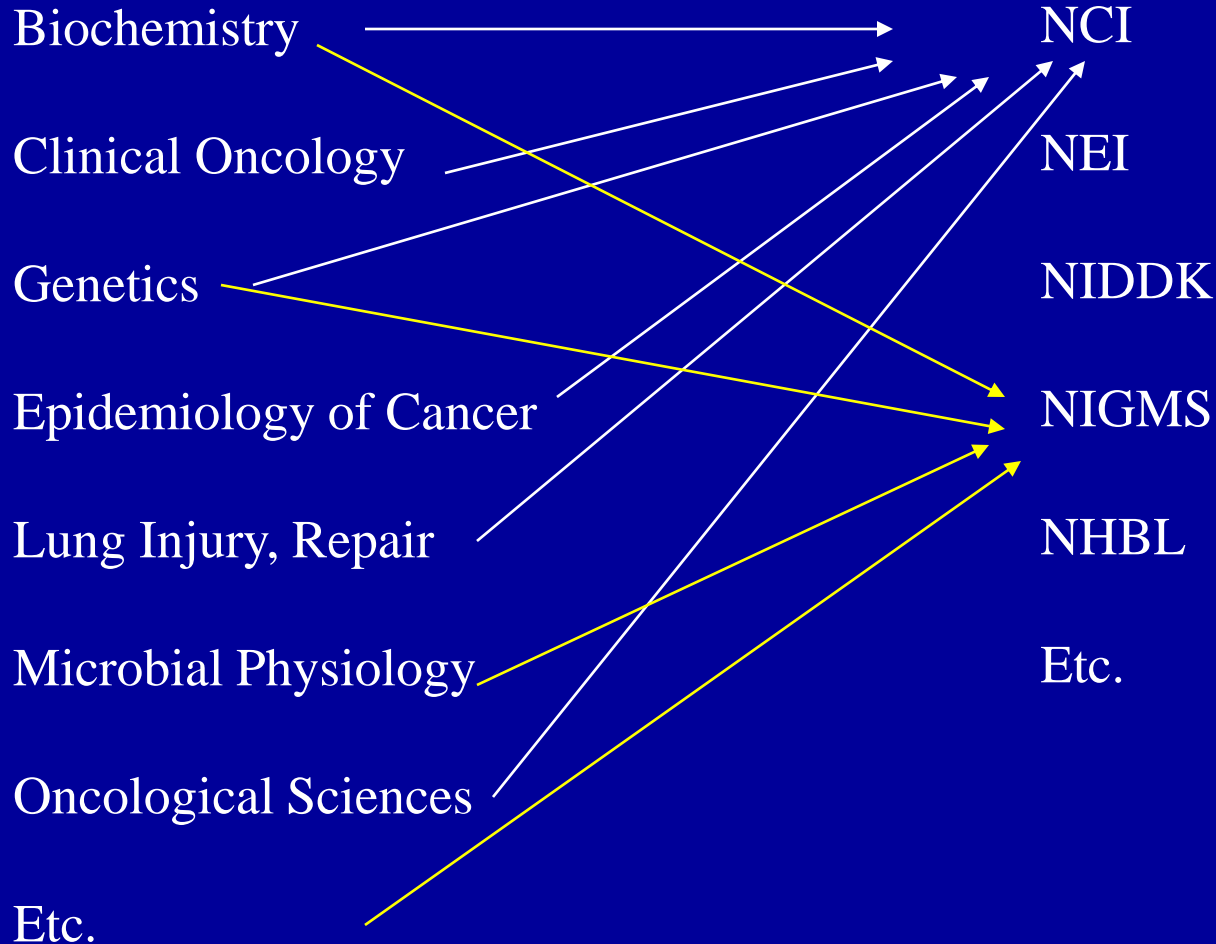 Biochemistry
NCI
Clinical Oncology
NEI
Genetics
NIDDK
Epidemiology of Cancer
NIGMS
Lung Injury, Repair
NHBL
Microbial Physiology
Etc.
Oncological Sciences
Etc.